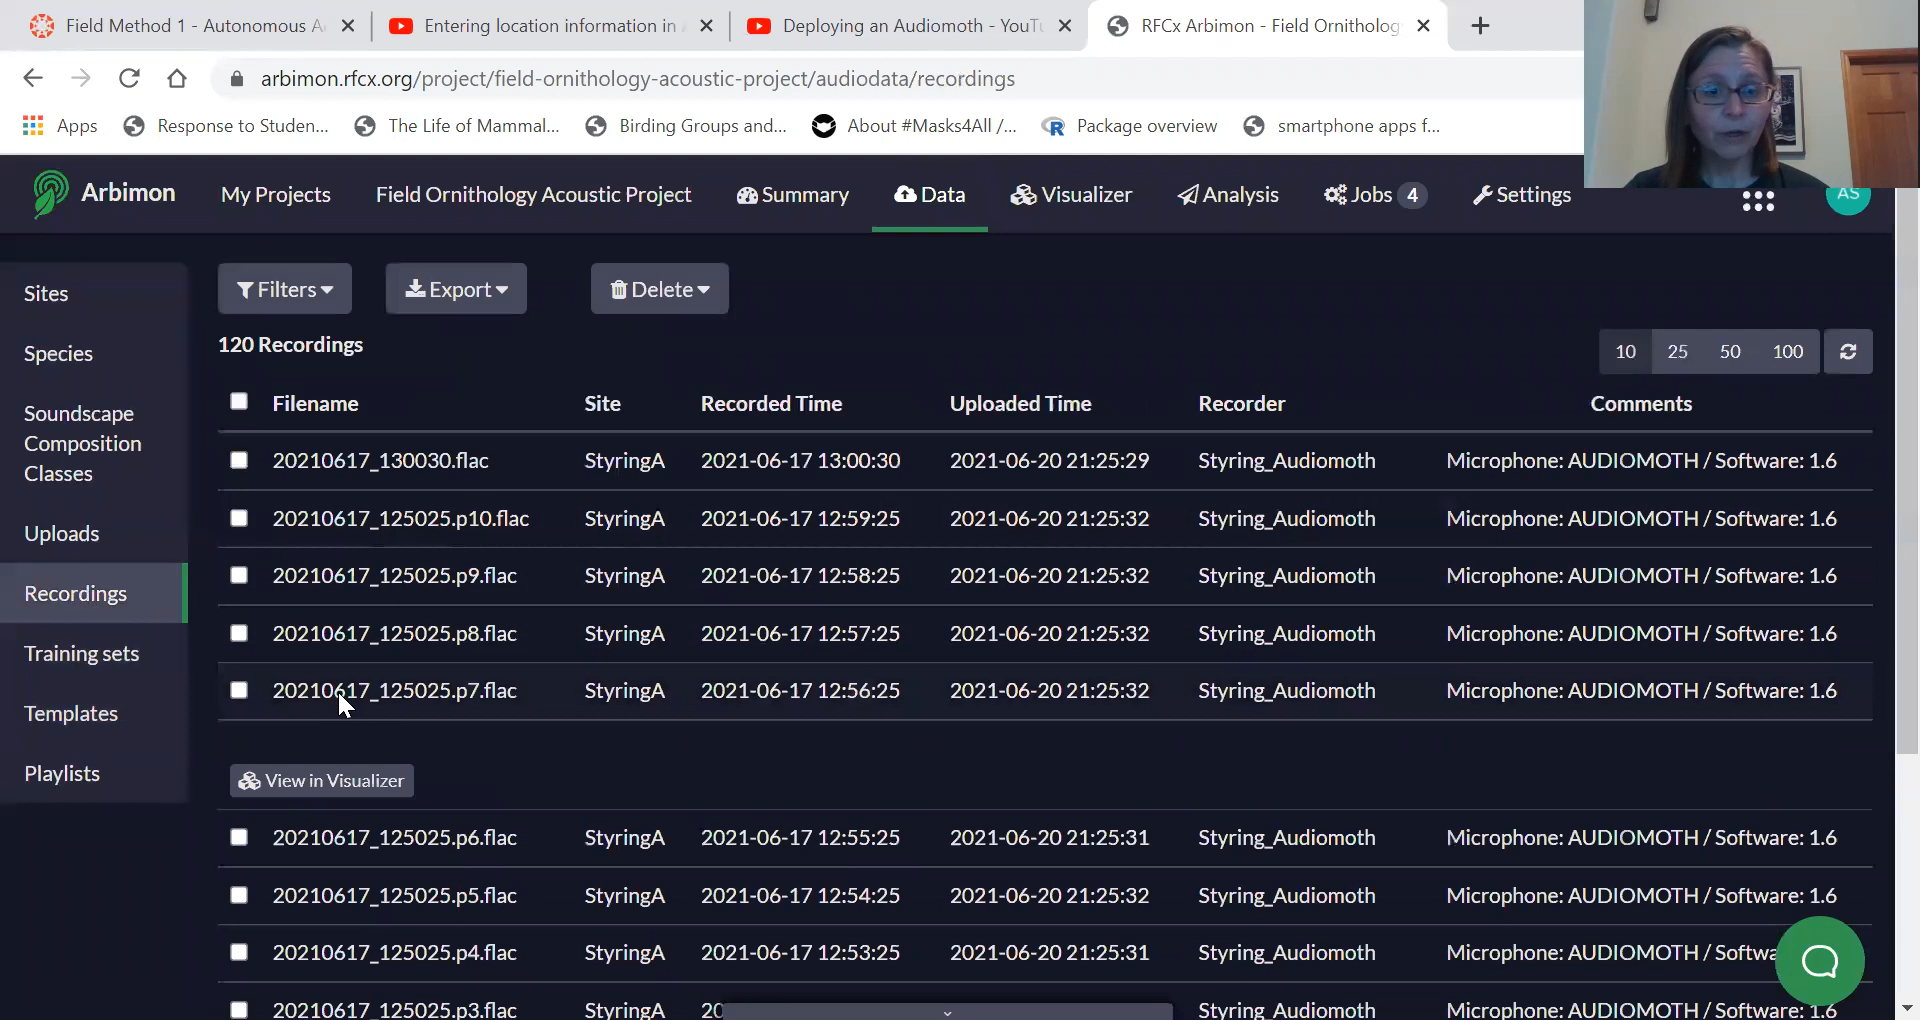 Field Method 1 - Autonomous A
Entering location information in
Deploying an Audiomoth - YouT
RFCx Arbimon - Field Ornitholog
arbimon.rfcx.org/project/field-ornithology-acoustic-project/audiodata/recordings
Apps
Response to Studen...
The Life of Mammal...
Birding Groups and...
About #Masks4All /...
Package overview
smartphone apps f...
Arbimon
My Projects
Field Ornithology Acoustic Project
Summary
Data
Visualizer
Analysis
Jobs 4
Settings
AS
Sites
Species
Soundscape
Composition
Classes
Uploads
Recordings
Training sets
Templates
Playlists
Filters
Export
Delete
120 Recordings
10 25 50 100
Filename Site Recorded Time Uploaded Time Recorder Comments
20210617_130030.flac StyringA 2021-06-17 13:00:30 2021-06-20 21:25:29 Styring_Audiomoth Microphone: AUDIOMOTH / Software: 1.6
20210617_125025.p10.flac StyringA 2021-06-17 12:59:25 2021-06-20 21:25:32 Styring_Audiomoth Microphone: AUDIOMOTH / Software: 1.6
20210617_125025.p9.flac StyringA 2021-06-17 12:58:25 2021-06-20 21:25:32 Styring_Audiomoth Microphone: AUDIOMOTH / Software: 1.6
20210617_125025.p8.flac StyringA 2021-06-17 12:57:25 2021-06-20 21:25:32 Styring_Audiomoth Microphone: AUDIOMOTH / Software: 1.6
20210617_125025.p7.flac StyringA 2021-06-17 12:56:25 2021-06-20 21:25:32 Styring_Audiomoth Microphone: AUDIOMOTH / Software: 1.6
View in Visualizer
20210617_125025.p6.flac StyringA 2021-06-17 12:55:25 2021-06-20 21:25:31 Styring_Audiomoth Microphone: AUDIOMOTH / Software: 1.6
20210617_125025.p5.flac StyringA 2021-06-17 12:54:25 2021-06-20 21:25:32 Styring_Audiomoth Microphone: AUDIOMOTH / Software: 1.6
20210617_125025.p4.flac StyringA 2021-06-17 12:53:25 2021-06-20 21:25:31 Styring_Audiomoth Microphone: AUDIOMOTH / Softwa
20210617_125025.p3.flac StyringA 20 Styring_Audiomoth Microphone: AUDIOMOTH / Software: 1.6